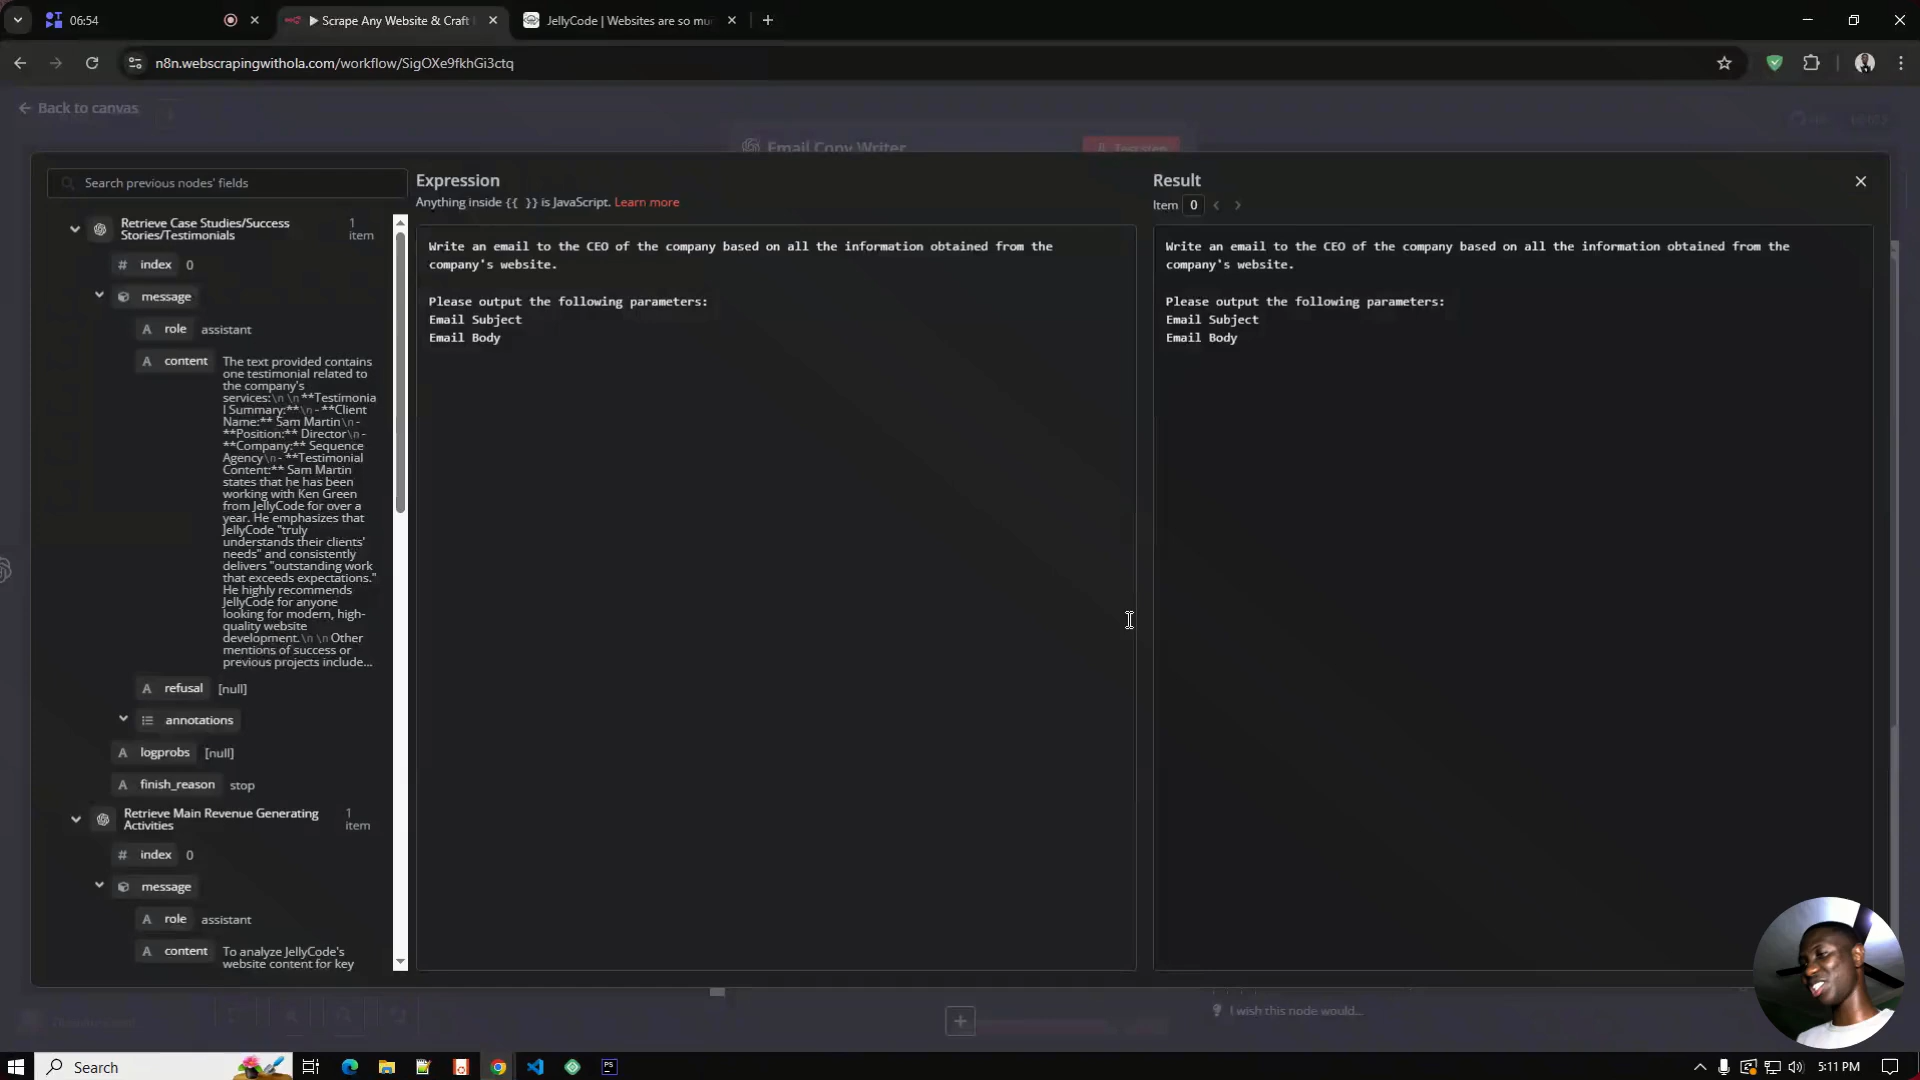 06:54
Scrape Any Website & Craft
JellyCode | Websites are so mu
n8n.webscrapingwithola.com/workflow/SigOXe9fkhGi3ctq
Back to canvas
Email Copy Writer
Test step
Search previous nodes' fields
Retrieve Case Studies/Success
Stories/Testimonials
1
item
# index 0
message
A role assistant
A content The text provided contains
one testimonial related to
the company's
services:\n \n **Testimonia
l Summary:**\n - **Client
Name:** Sam Martin\n -
**Position:** Director\n -
**Company:** Sequence
Agency\n - **Testimonial
Content:** Sam Martin
states that he has been
working with Ken Green
from JellyCode for over a
year. He emphasizes that
JellyCode "truly
understands their clients'
needs" and consistently
delivers "outstanding work
that exceeds expectations."
He highly recommends
JellyCode for anyone
looking for modern, high-
quality website
development.\n \n Other
mentions of success or
previous projects include...
A refusal [null]
annotations
A logprobs [null]
A finish_reason stop
Retrieve Main Revenue Generating
Activities
1
item
# index 0
message
A role assistant
A content To analyze JellyCode's
website content for key
Expression
Anything inside {{ }} is JavaScript. Learn more
Write an email to the CEO of the company based on all the information obtained from the
company's website.
Please output the following parameters:
Email Subject
Email Body
Result
Item 0
Write an email to the CEO of the company based on all the information obtained from the
company's website.
Please output the following parameters:
Email Subject
Email Body
I wish this node would...
Search
PS
5:11 PM